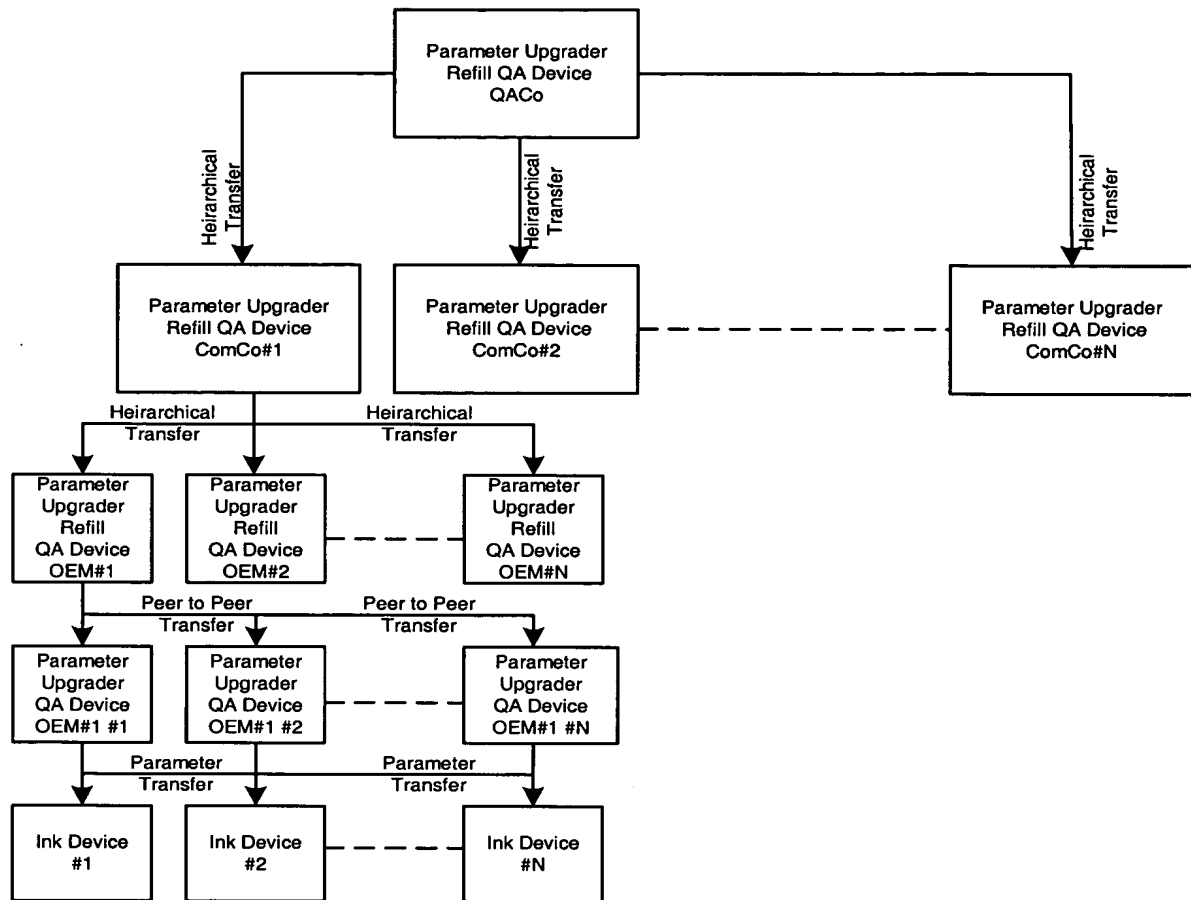 Parameter Upgrader
Refill QA Device
QACo
Heirarchical
Transfer
Heirarchical
Transfer
Heirarchical
Transfer
Parameter Upgrader
Refill QA Device
ComCo#1
Parameter Upgrader
Refill QA Device
ComCo#2
Parameter Upgrader
Refill QA Device
ComCo#N
Heirarchical
Transfer
Heirarchical
Transfer
Parameter
Upgrader
Refill
QA Device
OEM#1
Parameter
Upgrader
Refill
QA Device
OEM#2
Parameter
Upgrader
Refill
QA Device
OEM#N
Peer to Peer
Transfer
Peer to Peer
Transfer
Parameter
Upgrader
QA Device
OEM#1 #1
Parameter
Upgrader
QA Device
OEM#1 #2
Parameter
Upgrader
QA Device
OEM#1 #N
Parameter
Transfer
Parameter
Transfer
Ink Device
#1
Ink Device
#2
Ink Device
#N